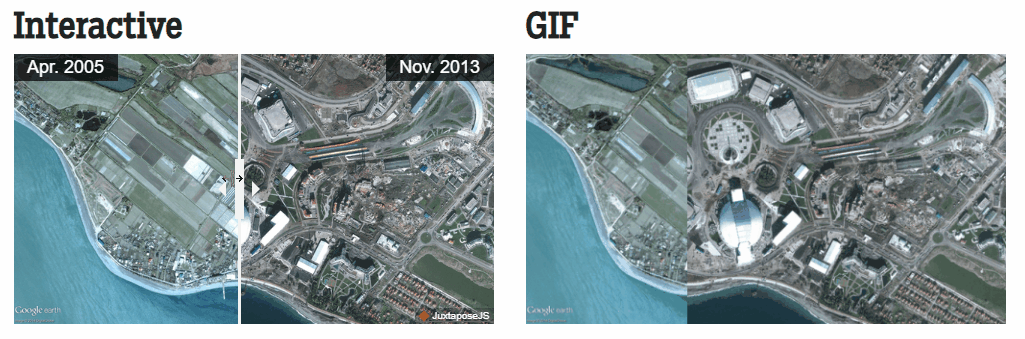 Interactive
GIF
Apr. 2005
Nov. 2013
Google earth
JuxtaposeJS
Google earth